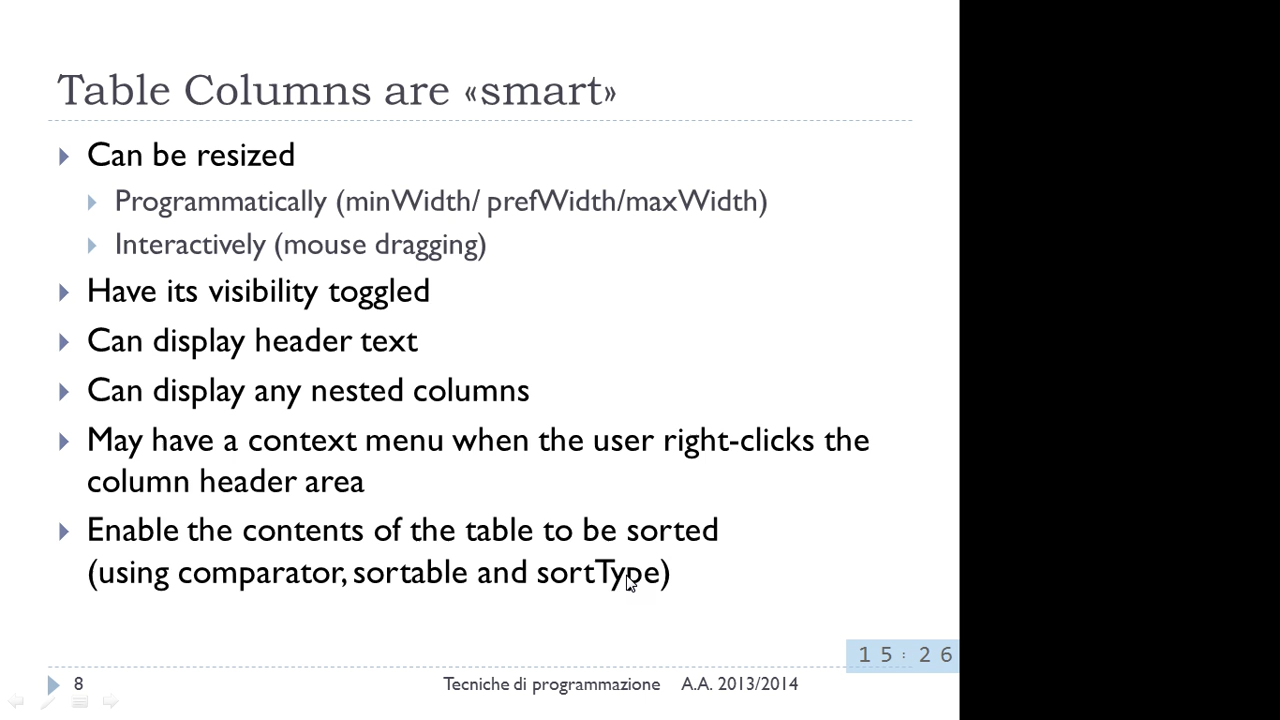 Table Columns are «smart»
Can be resized
Programmatically (minWidth/ prefWidth/maxWidth)
Interactively (mouse dragging)
Have its visibility toggled
Can display header text
Can display any nested columns
May have a context menu when the user right-clicks the
column header area
Enable the contents of the table to be sorted
(using comparator, sortable and sortType)
15:26
8
Tecniche di programmazione A.A. 2013/2014